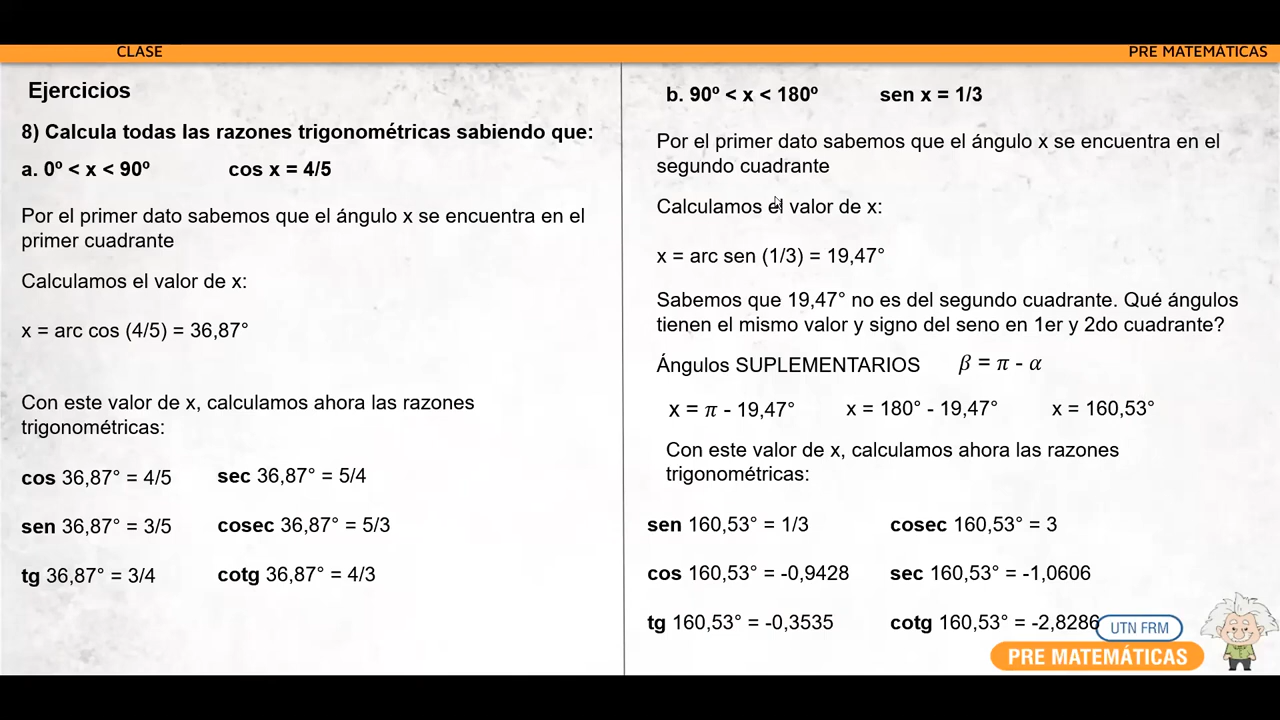 CLASE
PRE MATEMÁTICAS
Ejercicios
8) Calcula todas las razones trigonométricas sabiendo que:
a. 0º < x < 90º cos x = 4/5
Por el primer dato sabemos que el ángulo x se encuentra en el
primer cuadrante
Calculamos el valor de x:
x = arc cos (4/5) = 36,87°
Con este valor de x, calculamos ahora las razones
trigonométricas:
cos 36,87° = 4/5 sec 36,87° = 5/4
sen 36,87° = 3/5 cosec 36,87° = 5/3
tg 36,87° = 3/4 cotg 36,87° = 4/3
b. 90º < x < 180º sen x = 1/3
Por el primer dato sabemos que el ángulo x se encuentra en el
segundo cuadrante
Calculamos el valor de x:
x = arc sen (1/3) = 19,47°
Sabemos que 19,47° no es del segundo cuadrante. Qué ángulos
tienen el mismo valor y signo del seno en 1er y 2do cuadrante?
Ángulos SUPLEMENTARIOS β = π - α
x = π - 19,47° x = 180° - 19,47° x = 160,53°
Con este valor de x, calculamos ahora las razones
trigonométricas:
sen 160,53° = 1/3 cosec 160,53° = 3
cos 160,53° = -0,9428 sec 160,53° = -1,0606
tg 160,53° = -0,3535 cotg 160,53° = -2,8286
UTN FRM
PRE MATEMÁTICAS